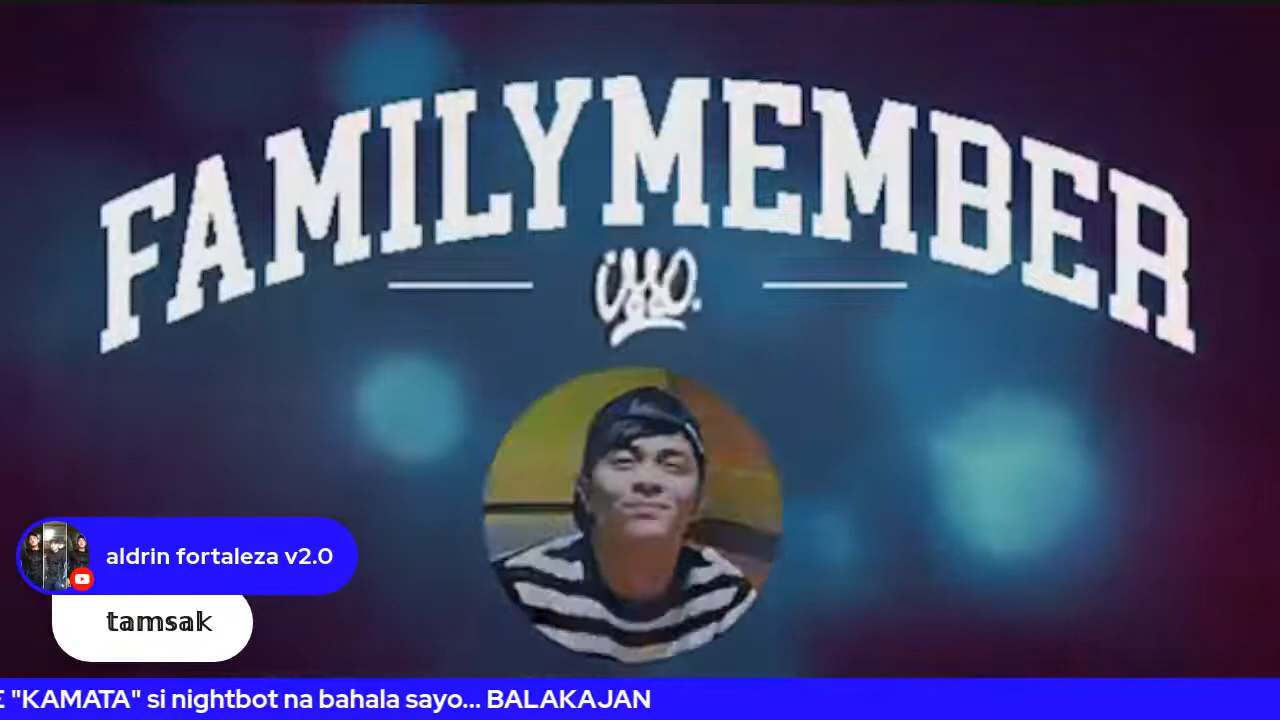 FAMILYMEMBER
aldrin fortaleza v2.0
𝕥𝕒𝕞𝕤𝕒𝕜
E "KAMATA" si nightbot na bahala sayo... BALAKAJAN